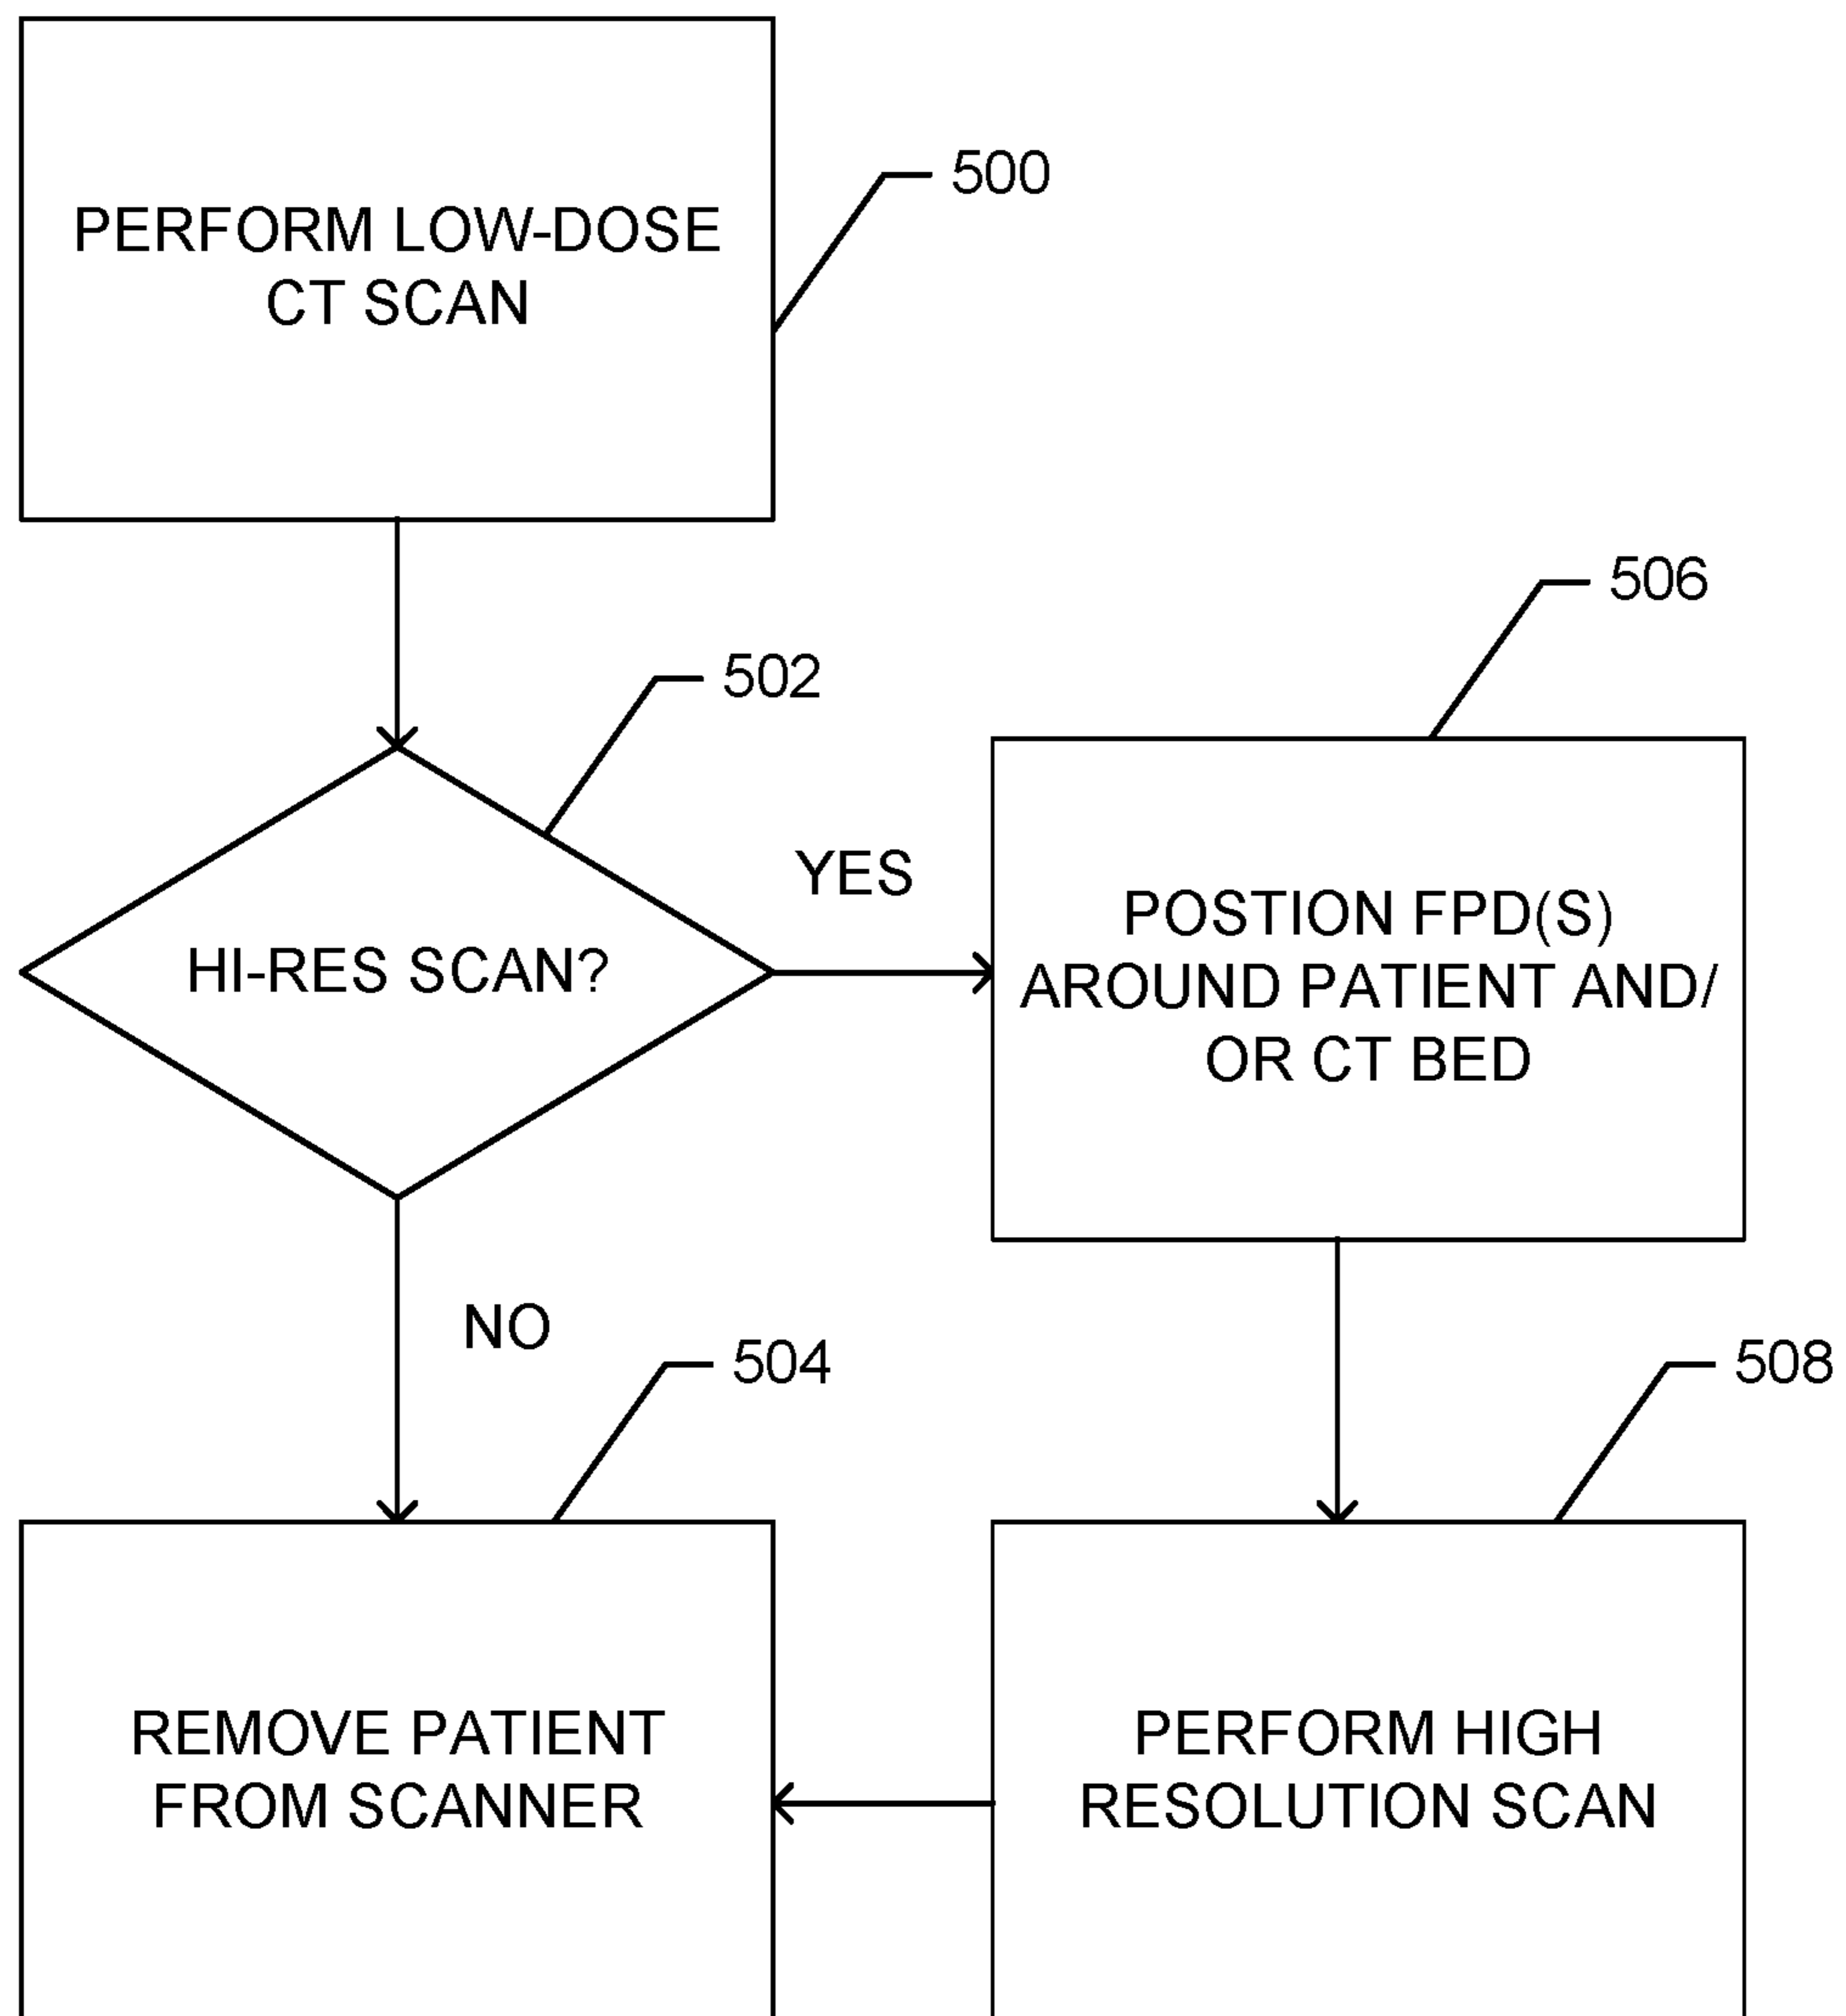 PERFORM LOW-DOSE
CT SCAN
500
502
HI-RES SCAN?
YES
506
POSTION FPD(S)
AROUND PATIENT AND/
OR CT BED
NO
504
REMOVE PATIENT
FROM SCANNER
508
PERFORM HIGH
RESOLUTION SCAN